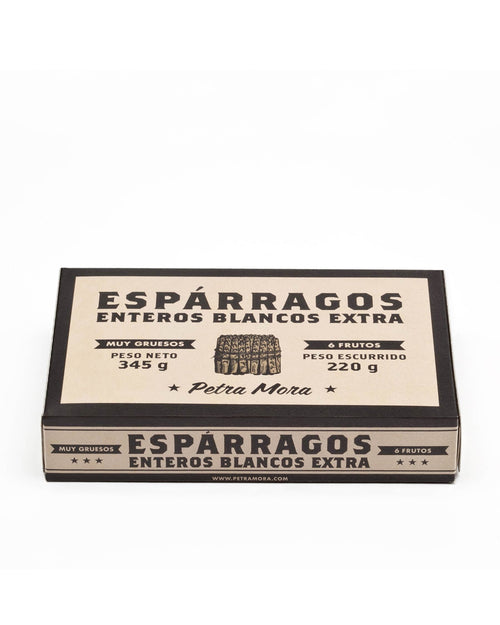 ESPÁRRAGOS
ENTEROS BLANCOS EXTRA
MUY GRUESOS
PESO NETO
345 g
6 FRUTOS
PESO ESCURRIDO
220 g
★ Petra Mora ★
MUY GRUESOS
★ ★ ★
ESPÁRRAGOS
ENTEROS BLANCOS EXTRA
6 FRUTOS
★ ★ ★
WWW.PETRAMORA.COM